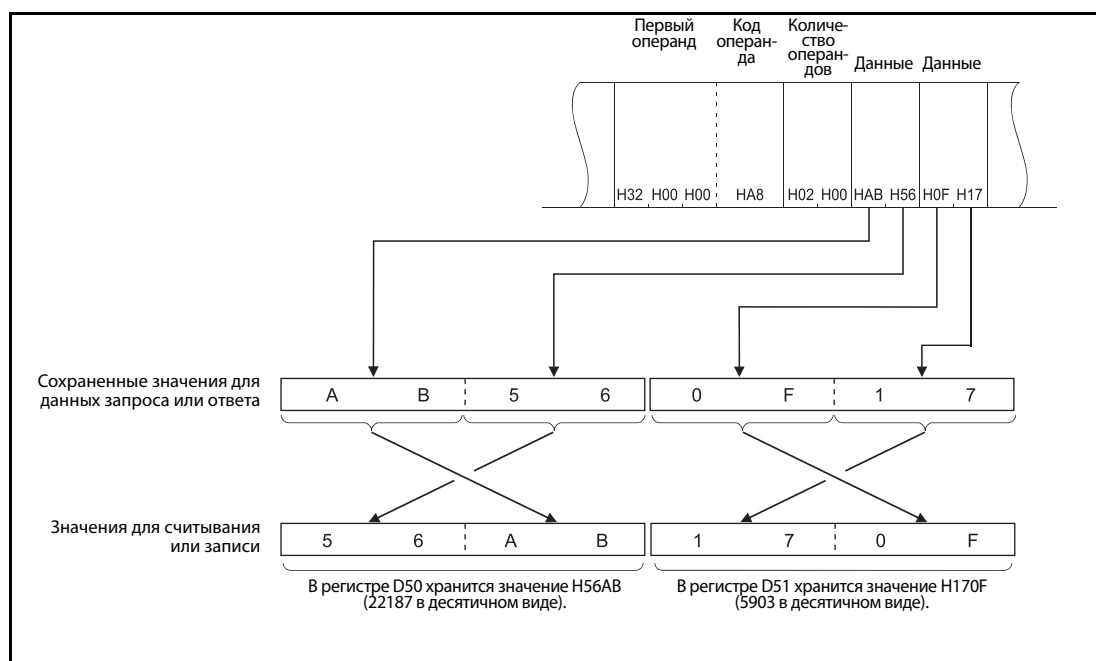 Первый
операнд
Код
операн-
да
Количе-
ство
операн-
дов
Данные
Данные
H32 H00 H00 HA8 H02 H00 HAB H56 H0F H17
Сохраненные значения для
данных запроса или ответа
A B 5 6 0 F 1 7
Значения для считывания
или записи
5 6 A B 1 7 0 F
В регистре D50 хранится значение H56AB
(22187 в десятичном виде).
В регистре D51 хранится значение H170F
(5903 в десятичном виде).